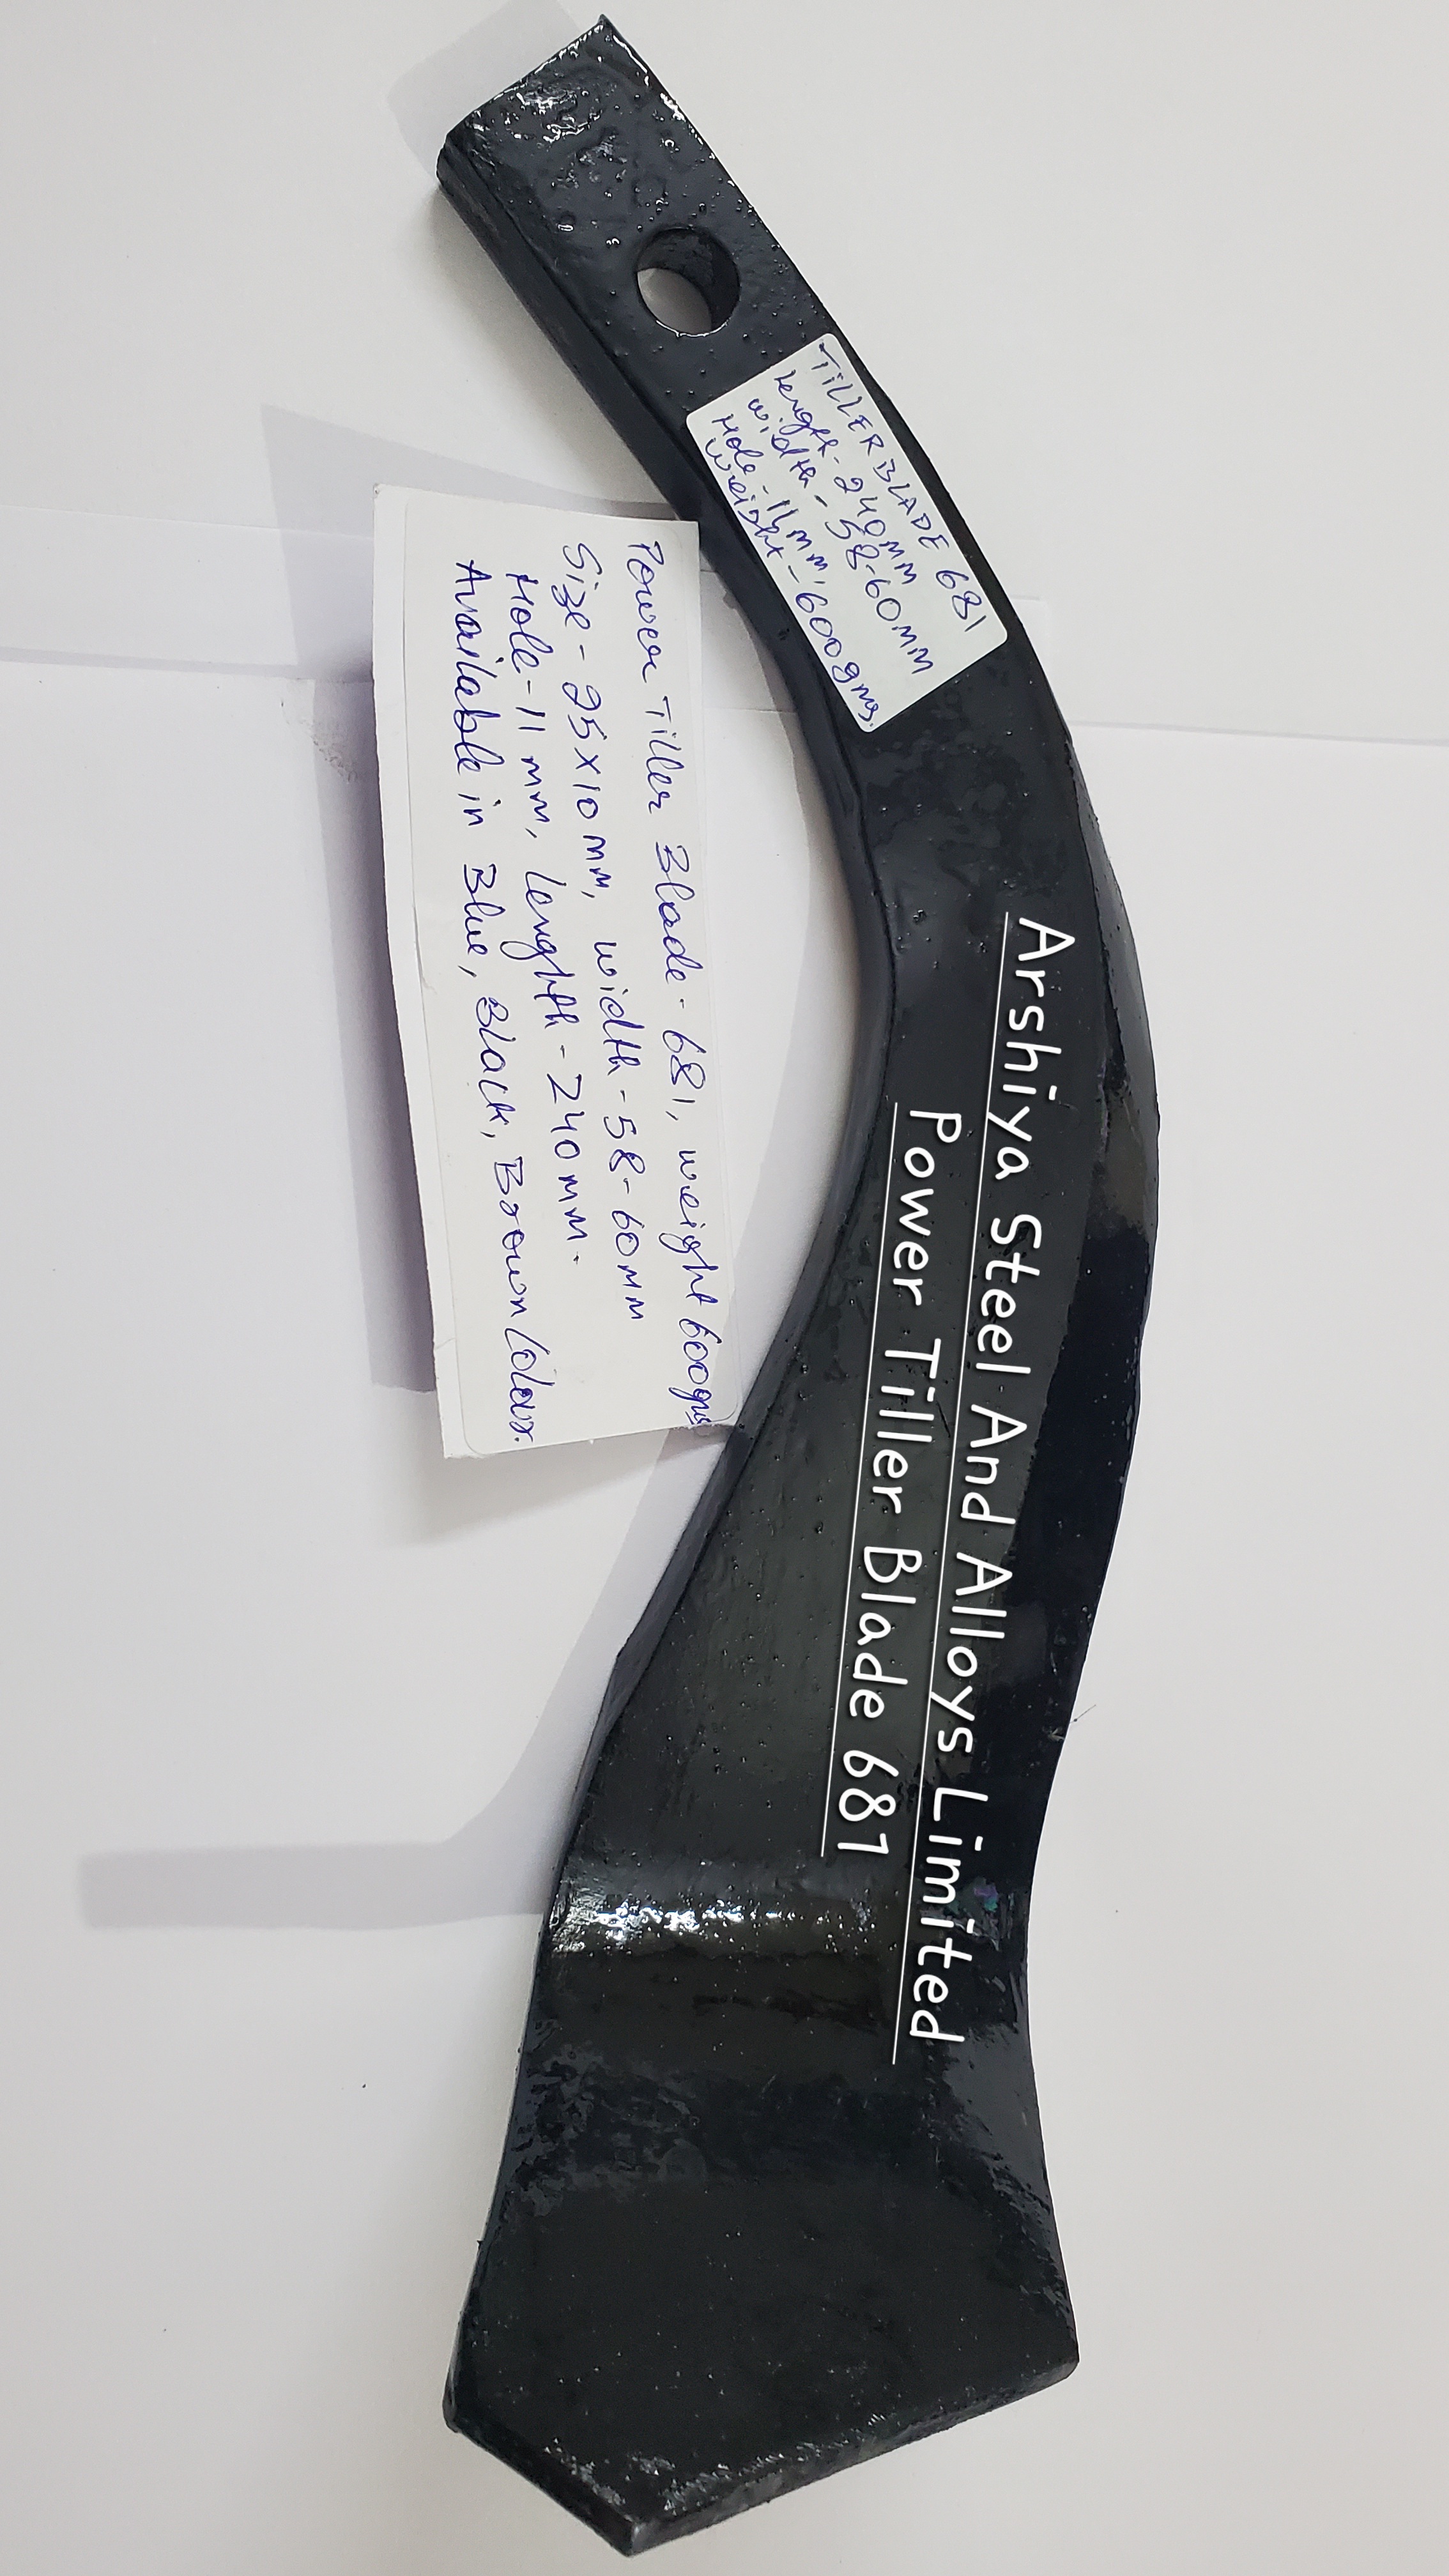 TILLER BLADE 681
Length - 240MM
width - 58-60MM
Hole - 11mm
weight - 600gms.
Power Tiller Blade - 681, weight 600gms
Size - 25x10mm, width - 58-60MM
Hole - 11 mm, length - 240mm.
Available in Blue, Black, Brown Colour.
Arshiya Steel And Alloys Limited
Power Tiller Blade 681